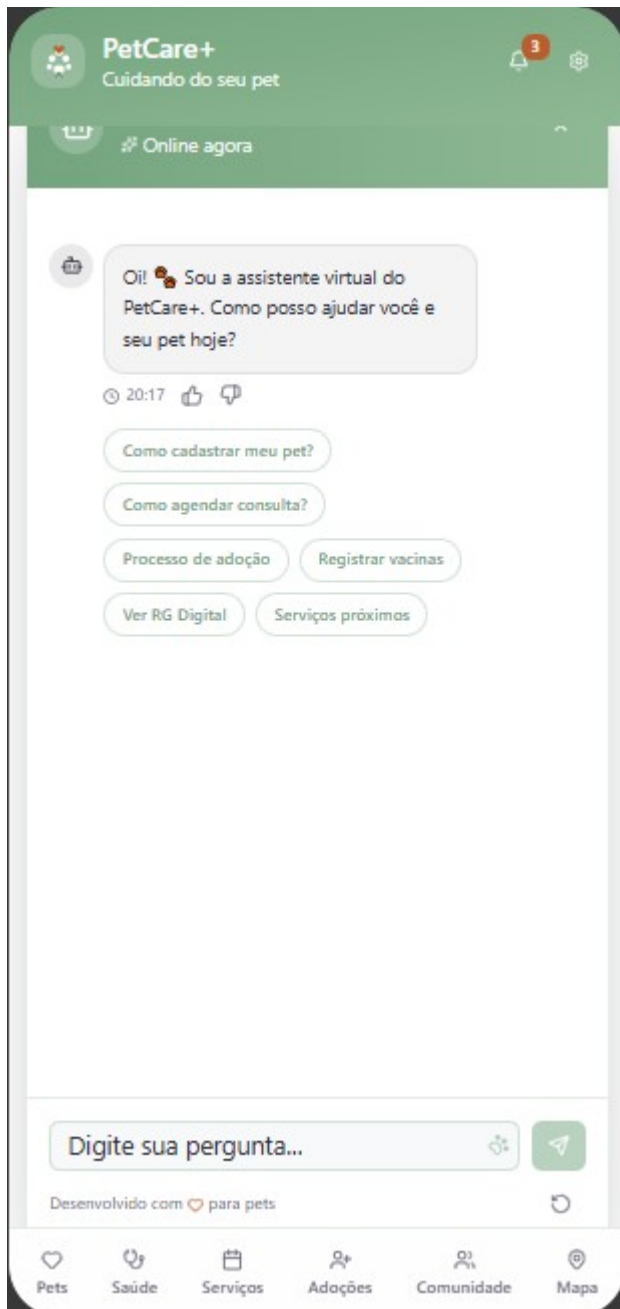 PetCare+
3
Cuidando do seu pet
Online agora
Oi! Sou a assistente virtual do
PetCare+. Como posso ajudar você e
seu pet hoje?
20:17
Como cadastrar meu pet?
Como agendar consulta?
Processo de adoção
Registrar vacinas
Ver RG Digital
Serviços próximos
Digite sua pergunta...
Desenvolvido com para pets
Pets
Saúde
Serviços
Adoções
Comunidade
Mapa